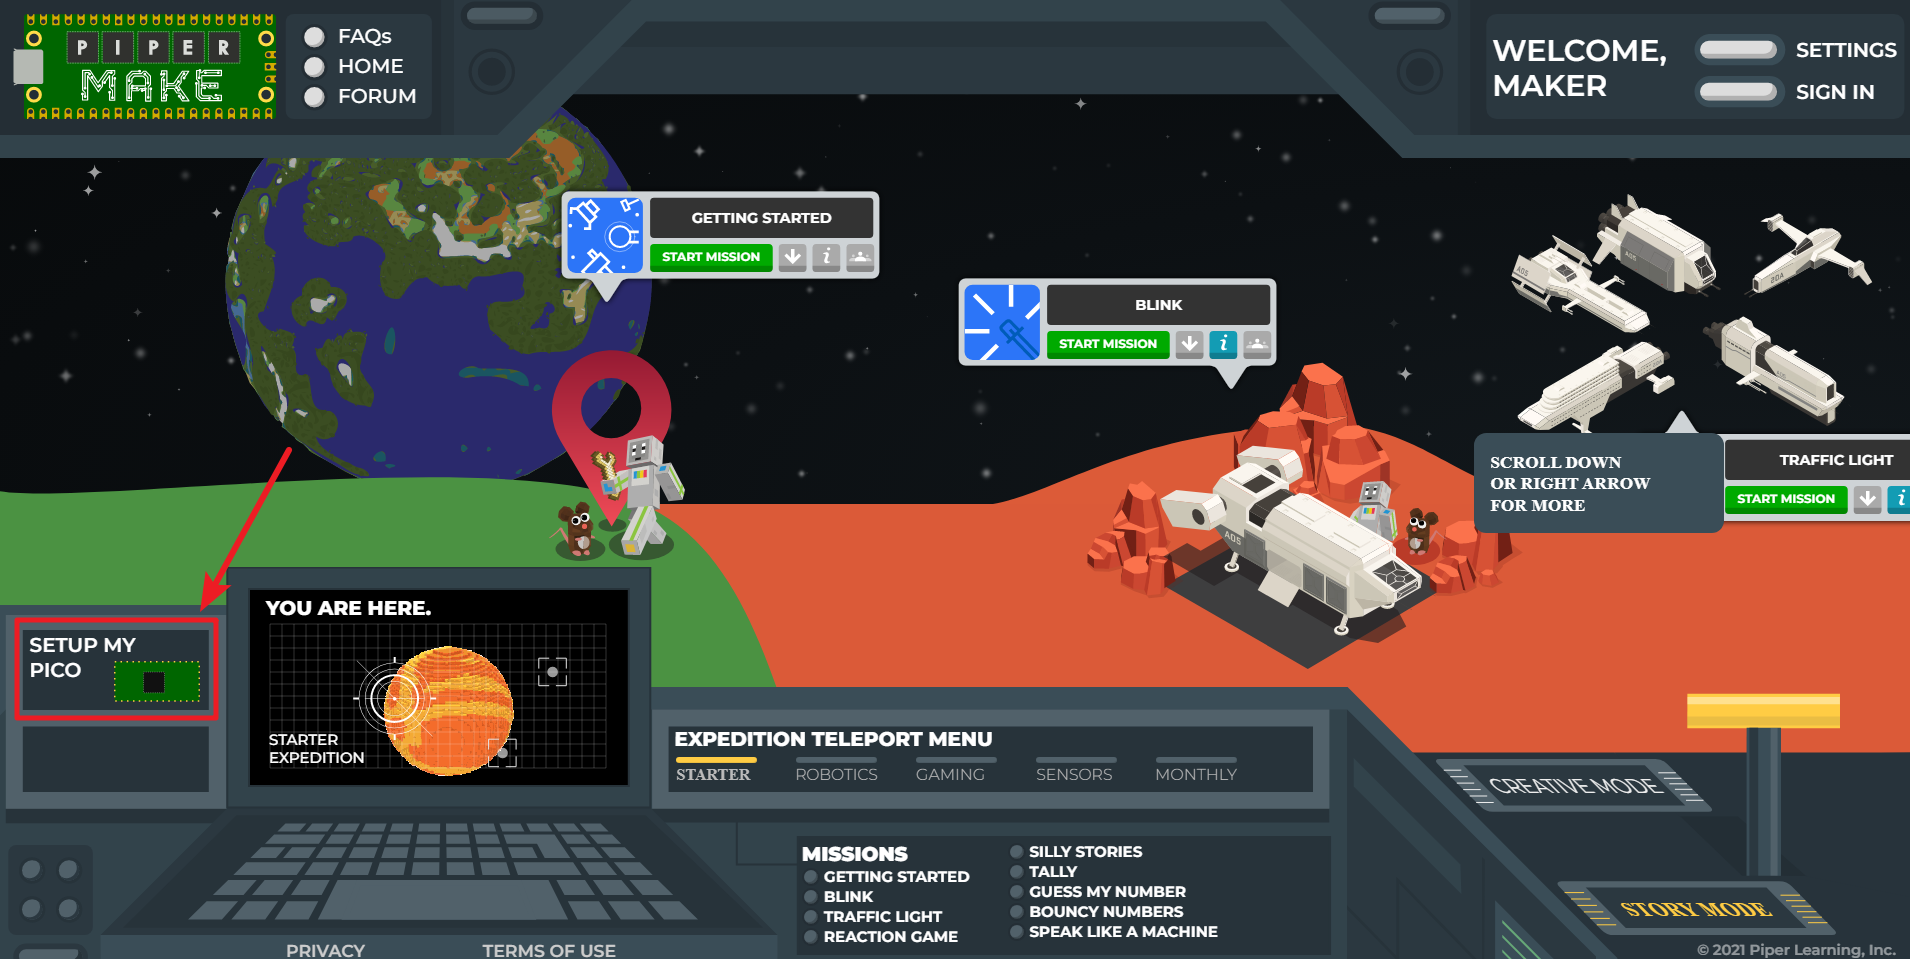 PIPER
MAKE
FAQs
HOME
FORUM
WELCOME,
MAKER
SETTINGS
SIGN IN
GETTING STARTED
START MISSION
i
BLINK
START MISSION
i
AOS
AOS
SCROLL DOWN
OR RIGHT ARROW
FOR MORE
TRAFFIC LIGHT
START MISSION
i
AOS
SETUP MY
PICO
YOU ARE HERE.
STARTER
EXPEDITION
EXPEDITION TELEPORT MENU
STARTER
ROBOTICS
GAMING
SENSORS
MONTHLY
CREATIVE MODE
MISSIONS
GETTING STARTED
BLINK
TRAFFIC LIGHT
REACTION GAME
SILLY STORIES
TALLY
GUESS MY NUMBER
BOUNCY NUMBERS
SPEAK LIKE A MACHINE
STORY MODE
PRIVACY
TERMS OF USE
© 2021 Piper Learning, Inc.